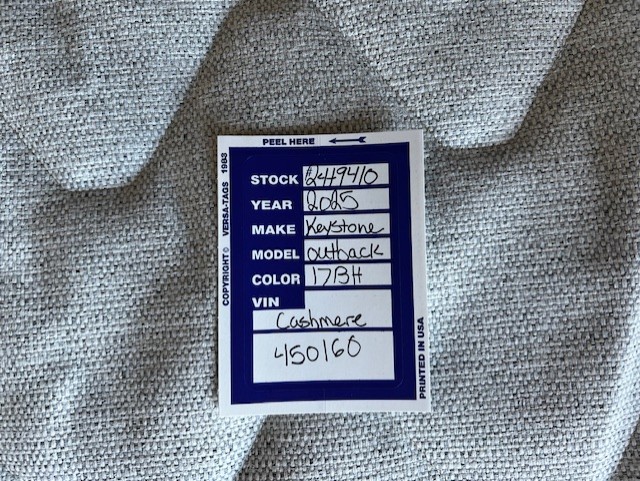 PEEL HERE
COPYRIGHT © VERSA-TAGS 1983
STOCK #249410
YEAR 2025
MAKE Keystone
MODEL outback
COLOR 17BH
VIN
Cashmere
450160
PRINTED IN USA